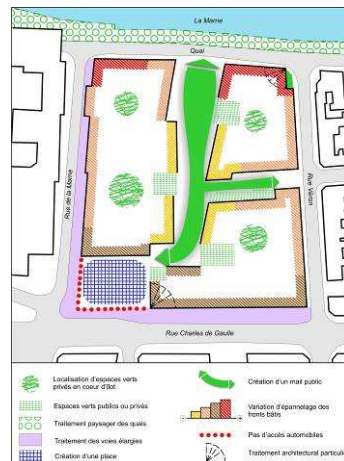 La Marne
Quai
Rue de la Marne
Rue Véron
Rue Charles de Gaulle
Localisation d'espaces verts
privés en coeur d'îlot
Espaces verts publics ou privés
Traitement paysager des quais
Traitement des voies élargies
Création d'une place
Création d'un mail public
Variation d'épannelage des
fronts bâtis
Pas d'accès automobiles
Traitement architectural particulier